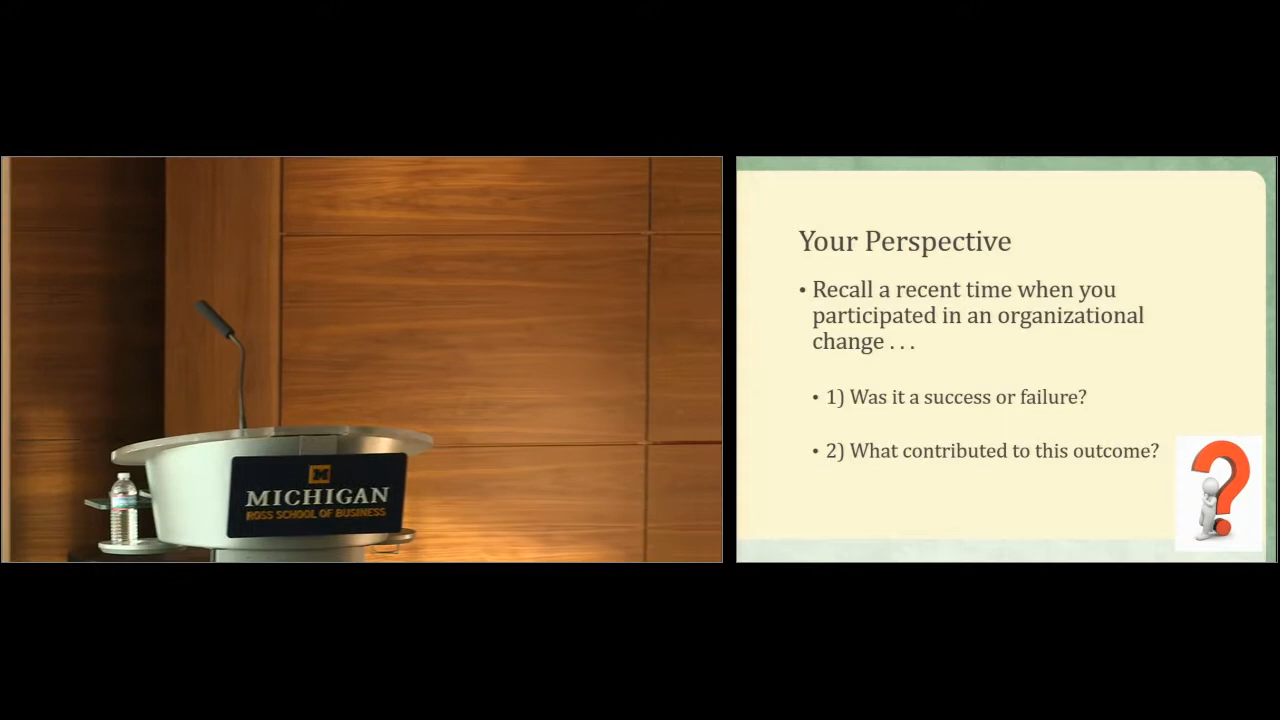 M
MICHIGAN
ROSS SCHOOL OF BUSINESS
Your Perspective
• Recall a recent time when you
participated in an organizational
change . . .
• 1) Was it a success or failure?
• 2) What contributed to this outcome?